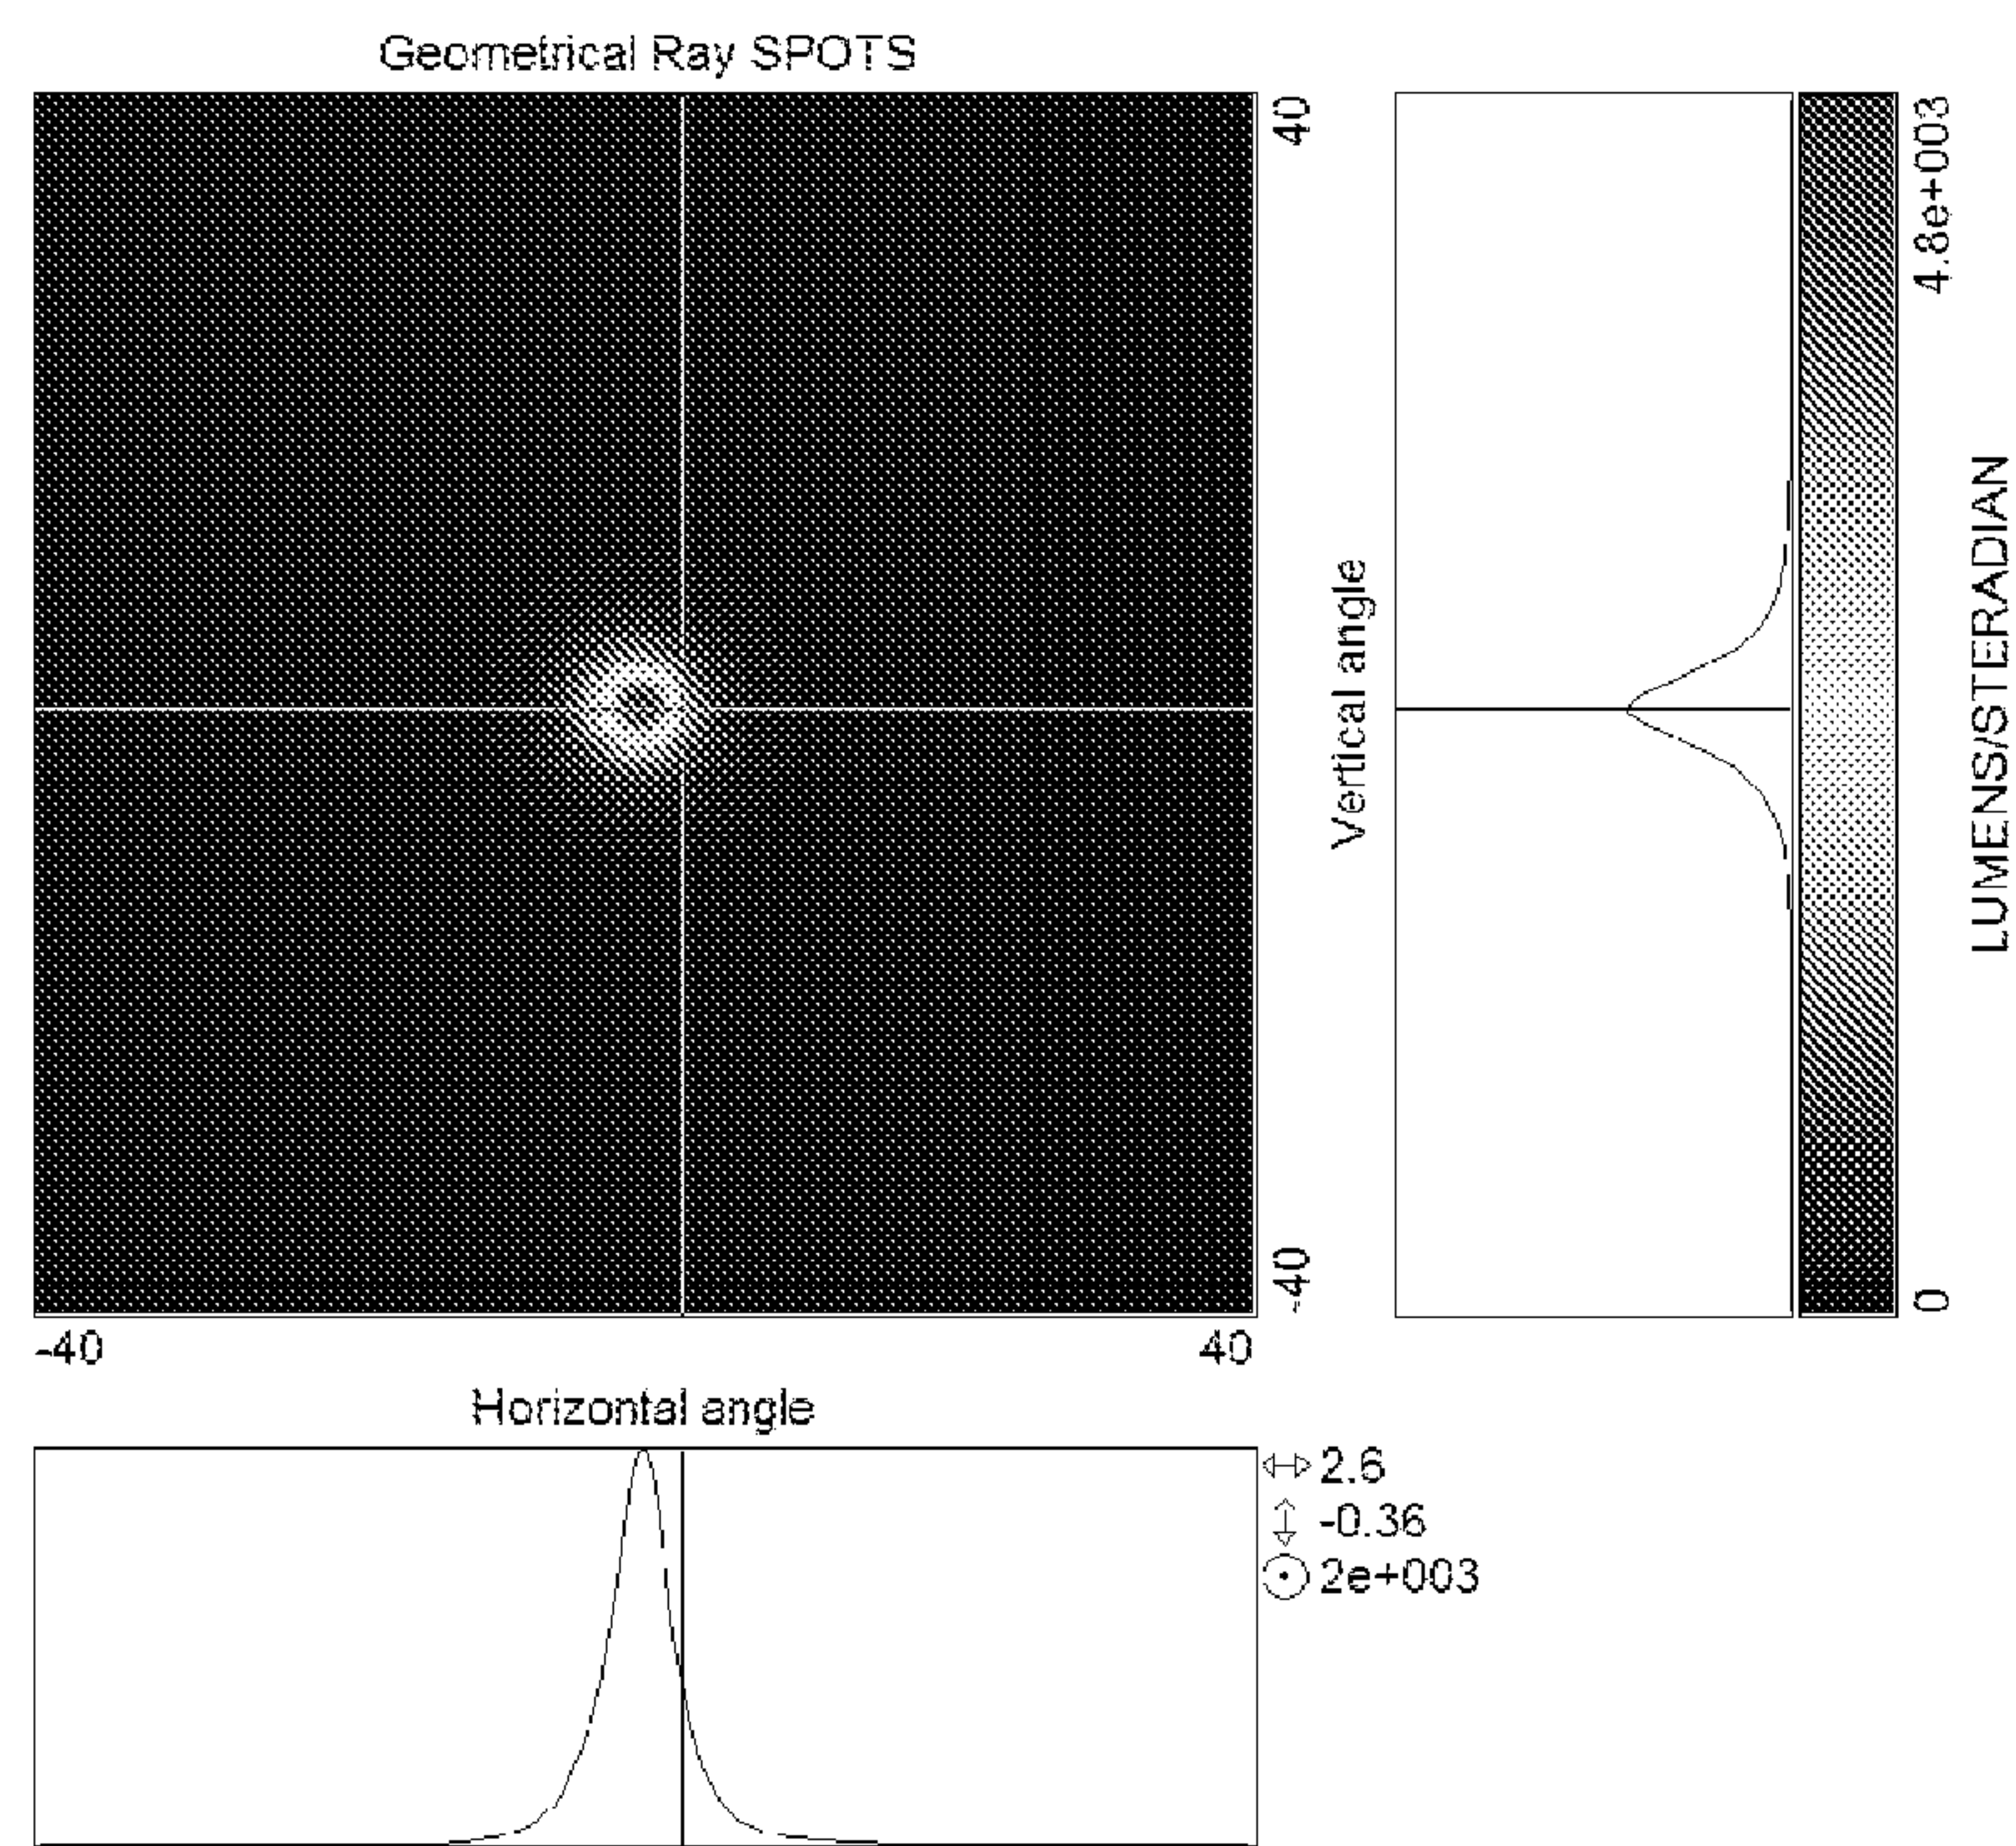 Geometrical Ray SPOTS
40
-40
Vertical angle
4.8e+003
0
LUMENS/STERADIAN
-40
40
Horizontal angle
2.6
-0.36
2e+003